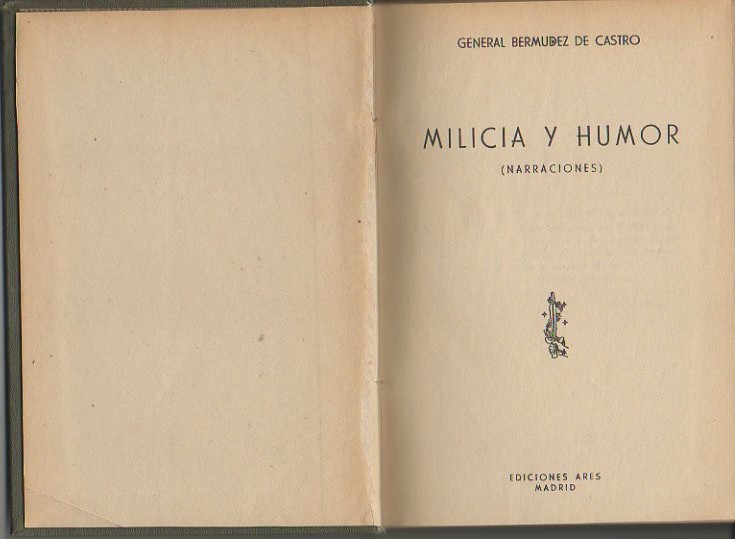 GENERAL BERMUDEZ DE CASTRO
MILICIA Y HUMOR
(NARRACIONES)
EDICIONES ARES
MADRID